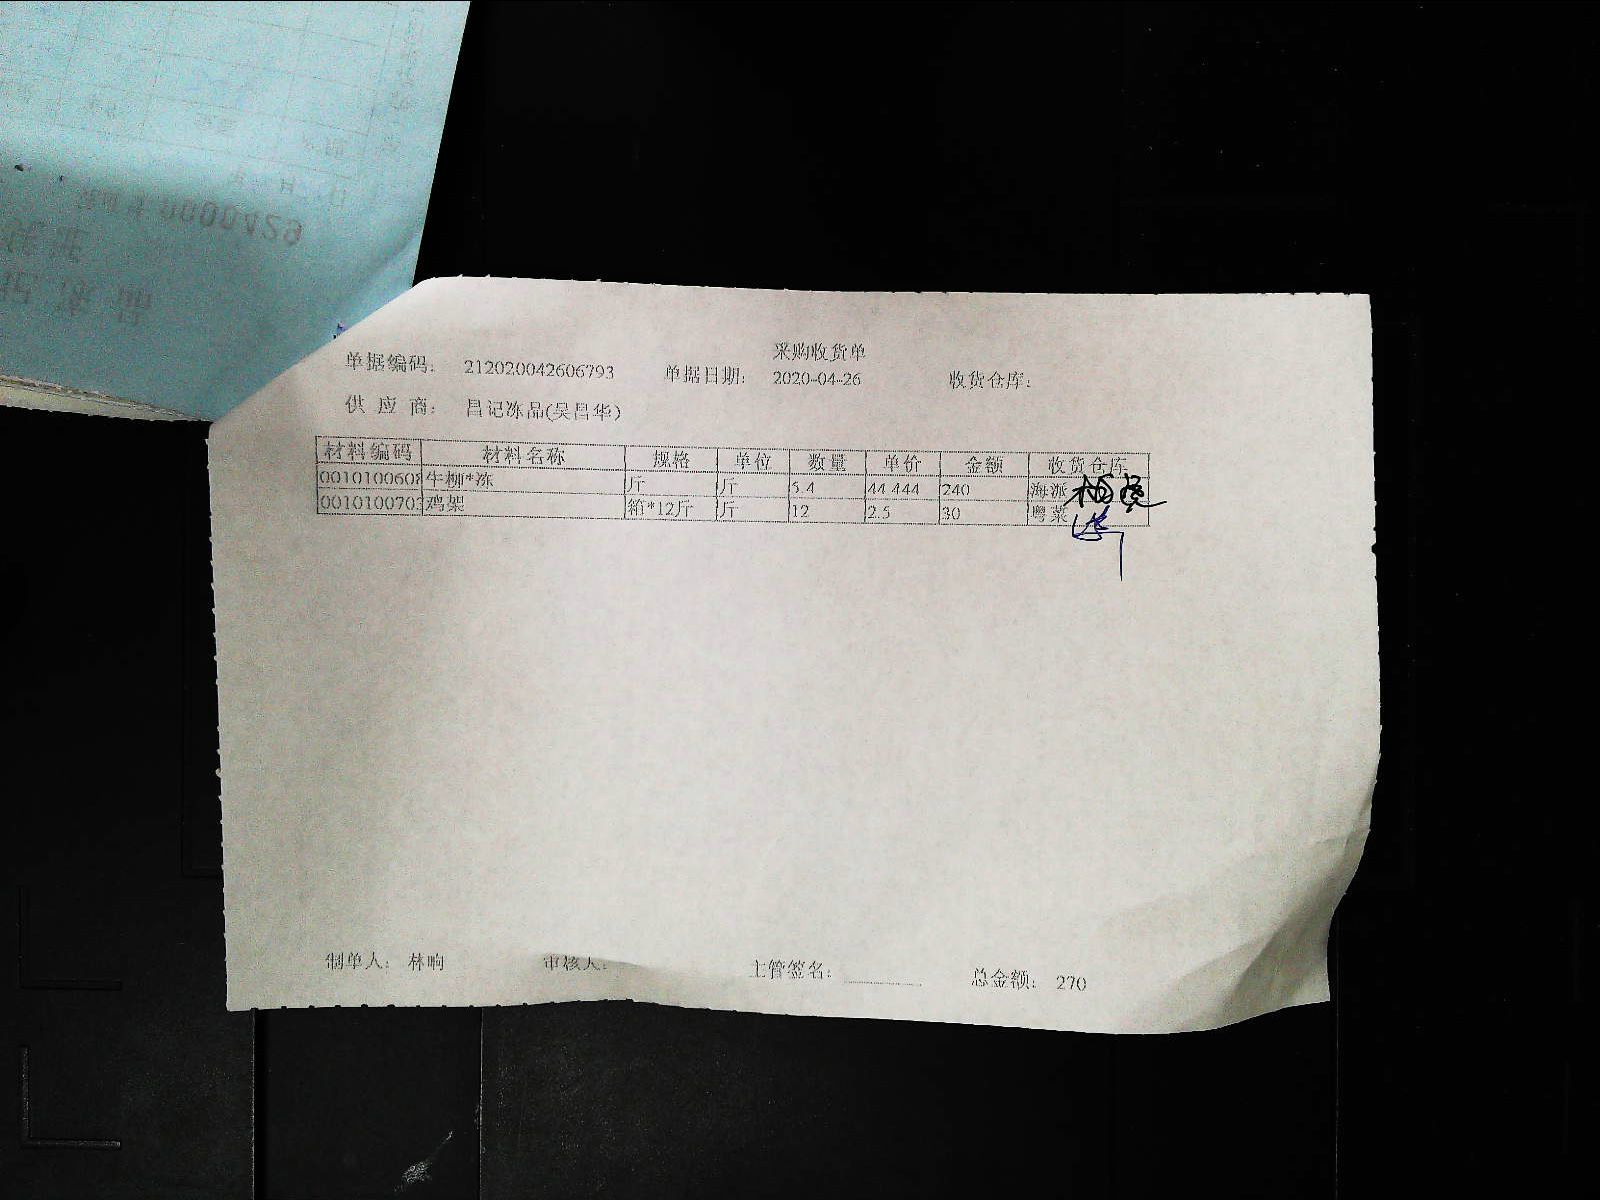 采购收货单
单据编码: 212020042606793 单据日期: 2020-04-26 收货仓库:
供应商: 昌记冻品(吴昌华)
材料编码 材料名称 规格 单位 数量 单价 金额 收货仓库
0010100608 牛柳*冻 斤 斤 5.4 44.444 240 海派
001010070 鸡架 箱*12斤 斤 12 2.5 30 粤菜
制单人: 林响 审核人: 主管签名: 总金额: 270